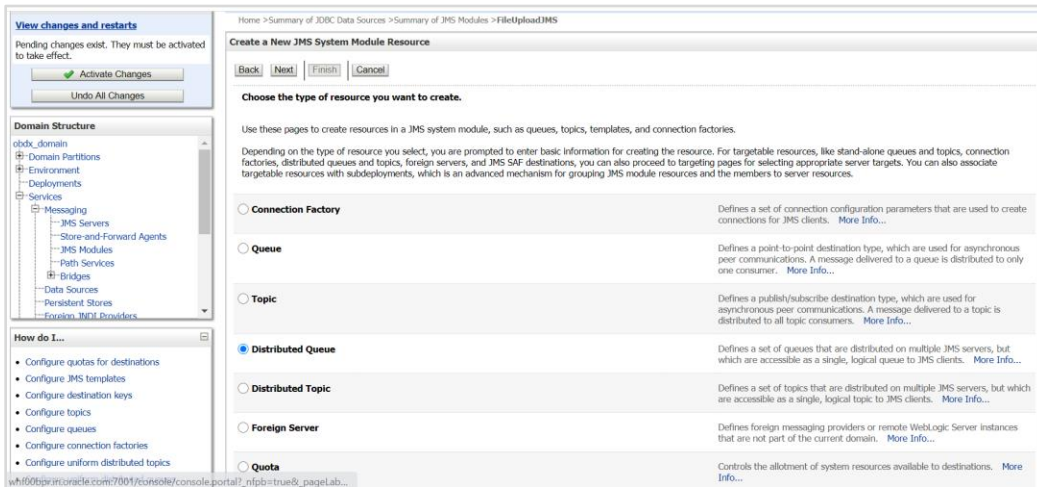 View changes and restarts
Pending changes exist. They must be activated
to take effect.
Activate Changes
Undo All Changes
Domain Structure
obdx_domain
Domain Partitions
Environment
Deployments
Services
Messaging
JMS Servers
Store-and-Forward Agents
JMS Modules
Path Services
Bridges
Data Sources
Persistent Stores
Foreign JNDI Providers
How do I...
Configure quotas for destinations
Configure JMS templates
Configure destination keys
Configure topics
Configure queues
Configure connection factories
Configure uniform distributed topics
Home >Summary of JDBC Data Sources >Summary of JMS Modules >FileUploadJMS
Create a New JMS System Module Resource
Back Next Finish Cancel
Choose the type of resource you want to create.
Use these pages to create resources in a JMS system module, such as queues, topics, templates, and connection factories.
Depending on the type of resource you select, you are prompted to enter basic information for creating the resource. For targetable resources, like stand-alone queues and topics, connection
factories, distributed queues and topics, foreign servers, and JMS SAF destinations, you can also proceed to targeting pages for selecting appropriate server targets. You can also associate
targetable resources with subdeployments, which is an advanced mechanism for grouping JMS module resources and the members to server resources.
Connection Factory
Defines a set of connection configuration parameters that are used to create
connections for JMS clients. More Info...
Queue
Defines a point-to-point destination type, which are used for asynchronous
peer communications. A message delivered to a queue is distributed to only
one consumer. More Info...
Topic
Defines a publish/subscribe destination type, which are used for
asynchronous peer communications. A message delivered to a topic is
distributed to all topic consumers. More Info...
Distributed Queue
Defines a set of queues that are distributed on multiple JMS servers, but
which are accessible as a single, logical queue to JMS clients. More Info...
Distributed Topic
Defines a set of topics that are distributed on multiple JMS servers, but which
are accessible as a single, logical topic to JMS clients. More Info...
Foreign Server
Defines foreign messaging providers or remote WebLogic Server instances
that are not part of the current domain. More Info...
Quota
Controls the allotment of system resources available to destinations. More
Info...